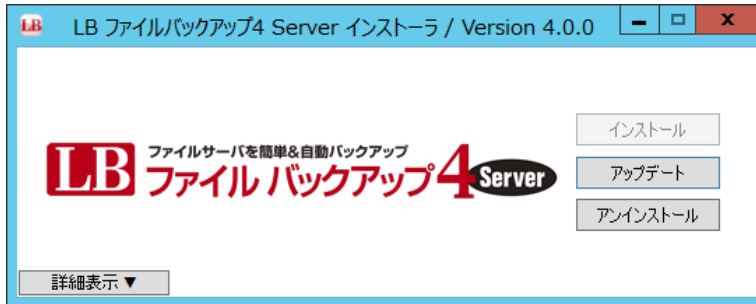 LB LB ファイルバックアップ4 Server インストーラ / Version 4.0.0
インストール
LB ファイルサーバを簡単&自動バックアップ
ファイル バックアップ4 Server
アップデート
アンインストール
詳細表示▼